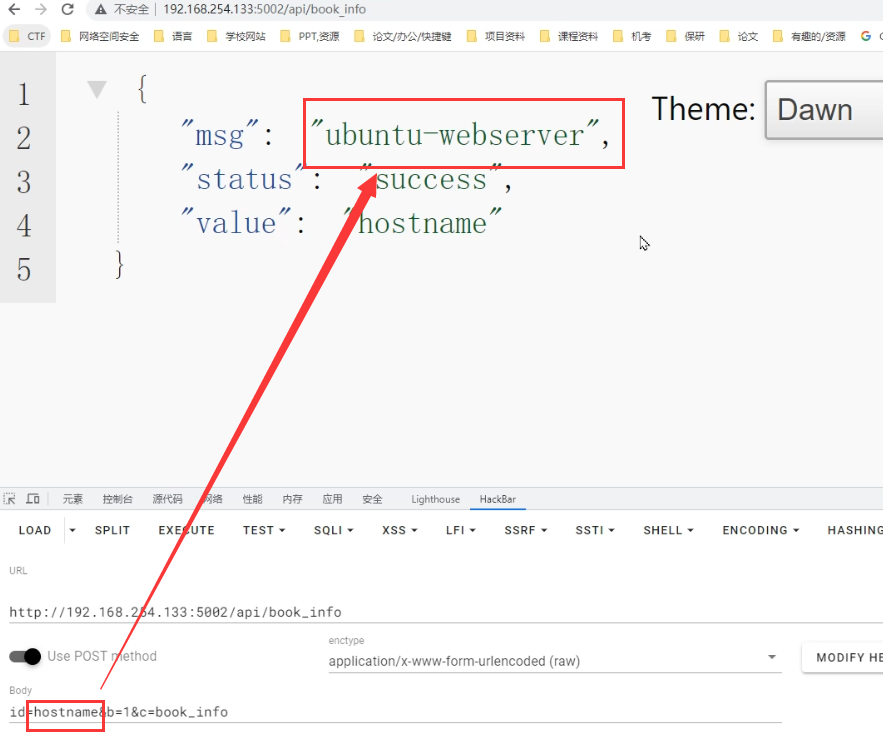 不安全 192.168.254.133:5002/api/book_info
CTF 网络空间安全 语言 学校网站 PPT,资源 论文/办公/快捷键 项目资料 课程资料 机考 保研 论文 有趣的/资源
1 {
2 "msg": "ubuntu-webserver",
3 "status": "success",
4 "value": "hostname"
5 }
Theme: Dawn
元素 控制台 源代码 网络 性能 内存 应用 安全 Lighthouse HackBar
LOAD SPLIT EXECUTE TEST SQLI XSS LFI SSRF SSTI SHELL ENCODING HASHING
URL
http://192.168.254.133:5002/api/book_info
Use POST method
enctype
application/x-www-form-urlencoded (raw)
MODIFY HE
Body
id=hostname&b=1&c=book_info